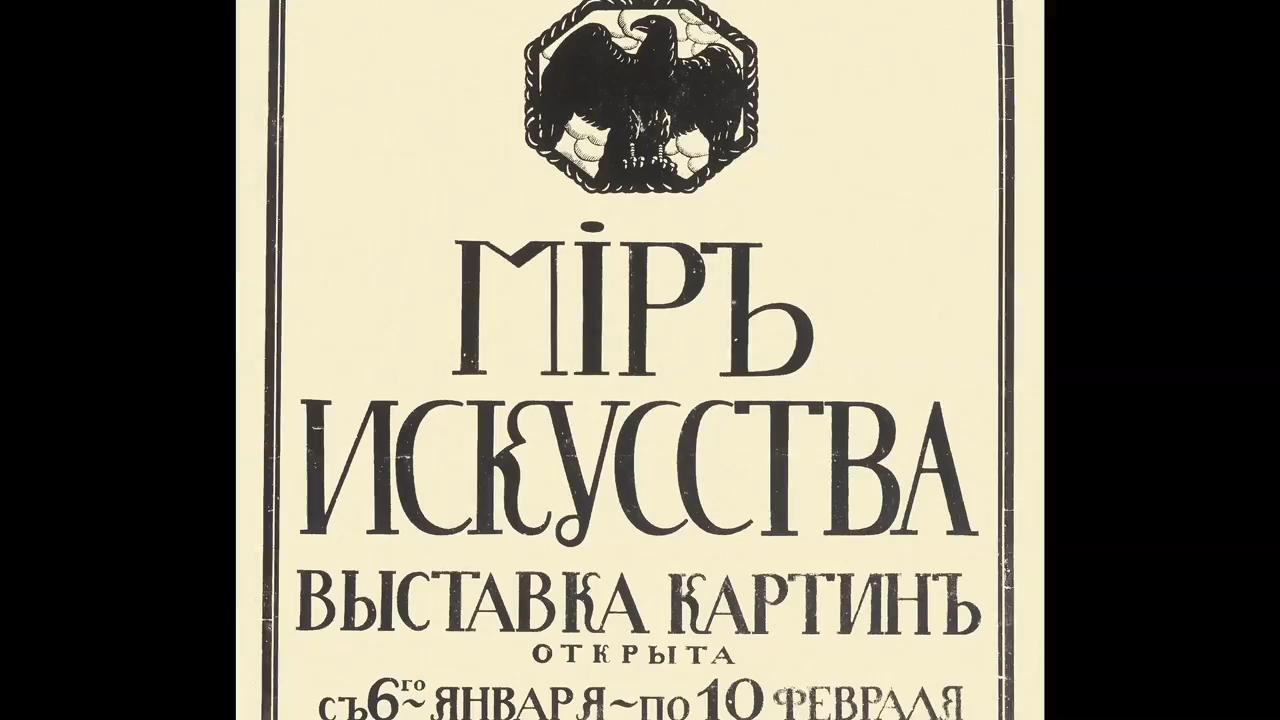 МіРЪ
ИСКУССТВА
ВЫСТАВКА КАРТИНЪ
ОТКРЫТА
съ 6го ЯНВАРЯ ~ по 10 ФЕВРАЛЯ